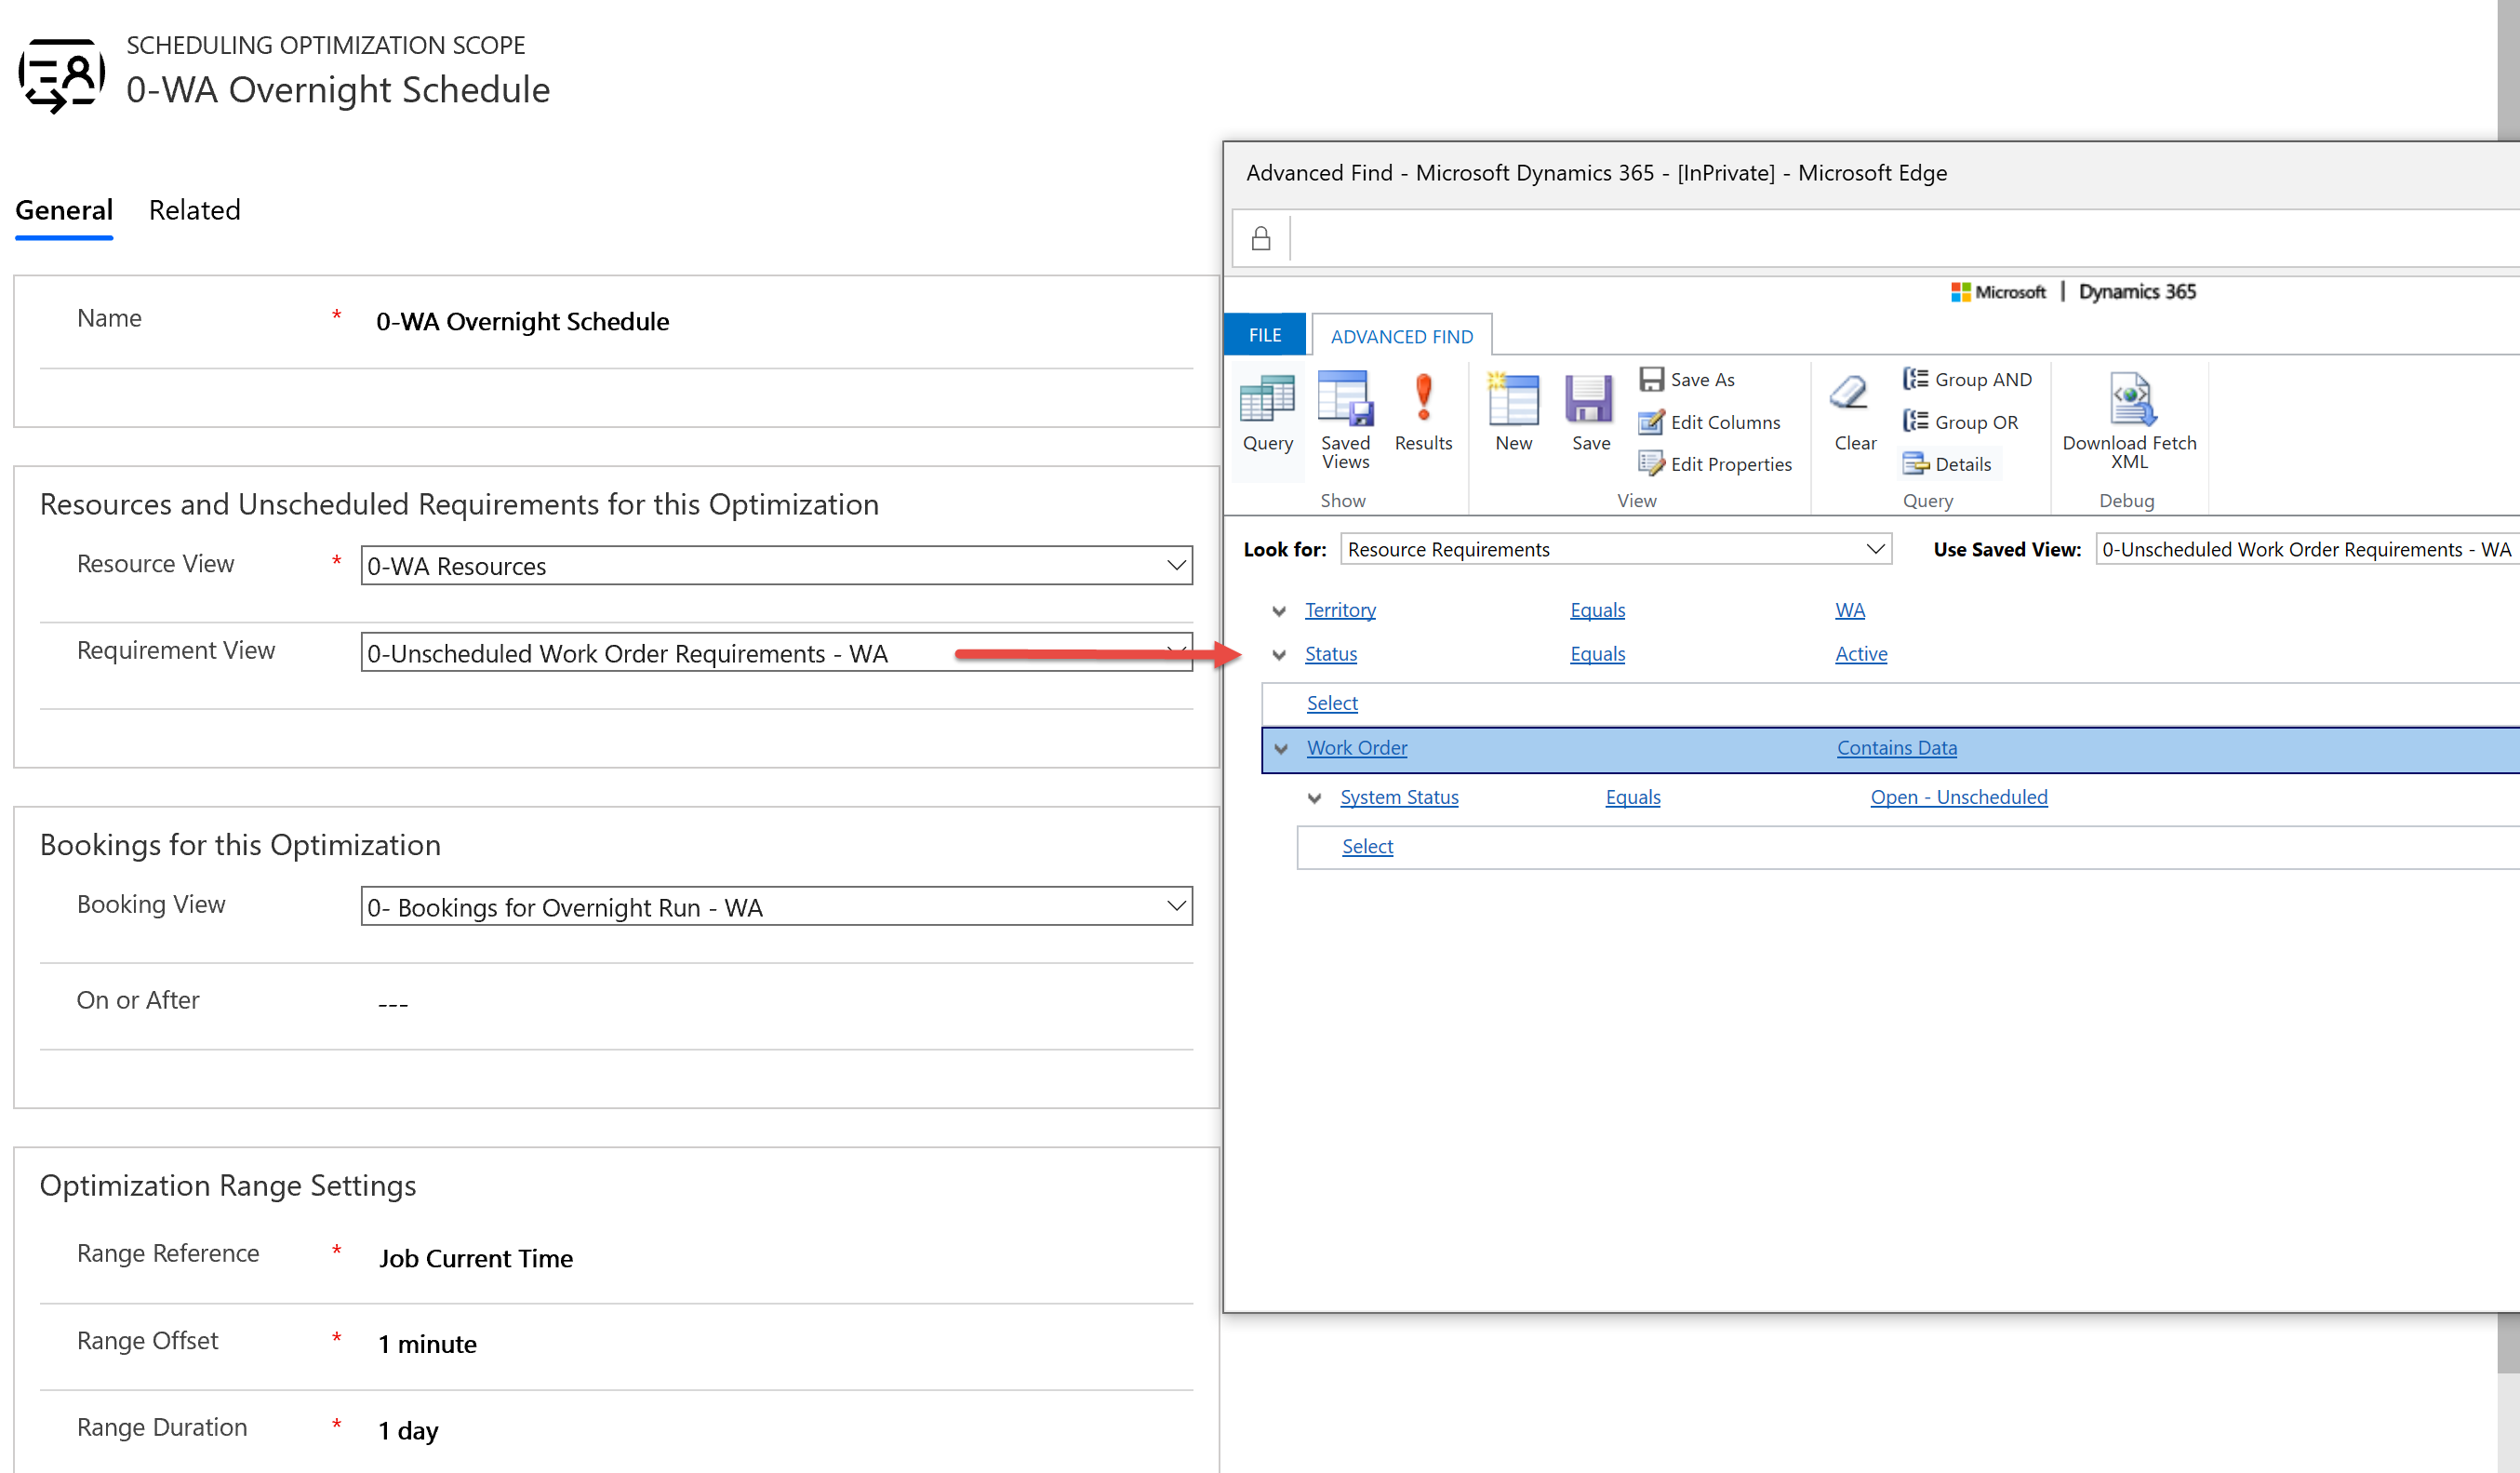 SCHEDULING OPTIMIZATION SCOPE
0-WA Overnight Schedule
General Related
Name * 0-WA Overnight Schedule
Resources and Unscheduled Requirements for this Optimization
Resource View * 0-WA Resources
Requirement View 0-Unscheduled Work Order Requirements - WA
Bookings for this Optimization
Booking View 0- Bookings for Overnight Run - WA
On or After ---
Optimization Range Settings
Range Reference * Job Current Time
Range Offset * 1 minute
Range Duration * 1 day
Advanced Find - Microsoft Dynamics 365 - [InPrivate] - Microsoft Edge
Microsoft | Dynamics 365
FILE ADVANCED FIND
Query
Saved Views
Results
Show
New
Save
Save As
Edit Columns
Edit Properties
View
Clear
Group AND
Group OR
Details
Query
Download Fetch XML
Debug
Look for: Resource Requirements Use Saved View: 0-Unscheduled Work Order Requirements - WA
Territory Equals WA
Status Equals Active
Select
Work Order Contains Data
System Status Equals Open - Unscheduled
Select